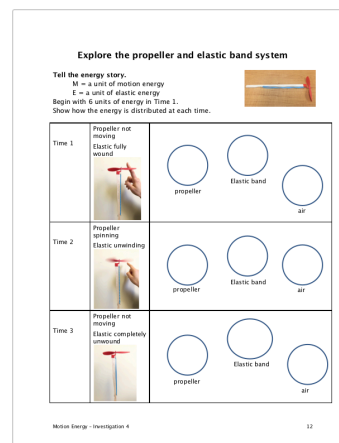 Explore the propeller and elastic band system
Tell the energy story.
M = a unit of motion energy
E = a unit of elastic energy
Begin with 6 units of energy in Time 1.
Show how the energy is distributed at each time.
Time 1
Propeller not
moving
Elastic fully
wound
propeller
Elastic band
air
Time 2
Propeller
spinning
Elastic unwinding
propeller
Elastic band
air
Time 3
Propeller not
moving
Elastic completely
unwound
propeller
Elastic band
air
Motion Energy – Investigation 4
12